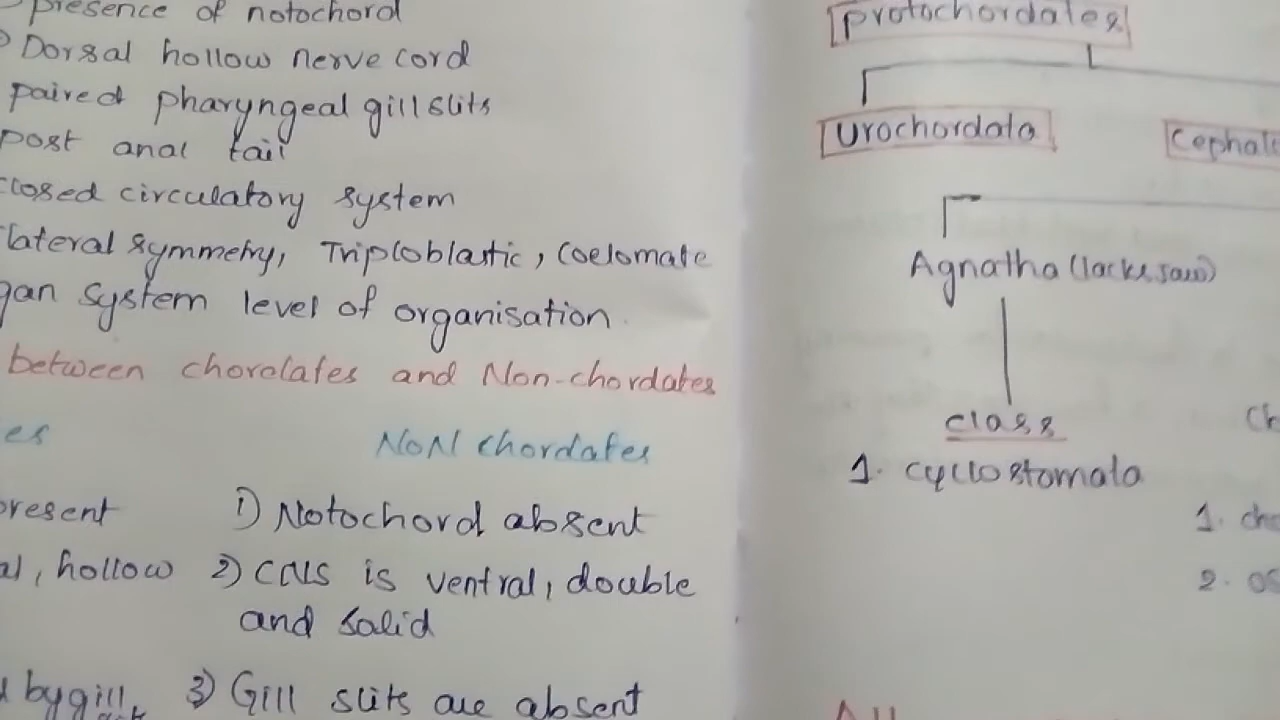 presence of notochord
Dorsal hollow nerve cord
paired pharyngeal gill slits
post anal tail
closed circulatory system
lateral symmetry, Triploblastic, Coelomate
gan system level of organisation
between chordates and Non-chordates
es
NoN chordates
present
1) Notochord absent
al, hollow
2) CNS is ventral, double
and solid
by gill
3) Gill slits are absent
protochordates
Urochordata
Cephalo
Agnatha (lacks jaw)
class
1. cyclostomata
Ch
1. cho
2. os